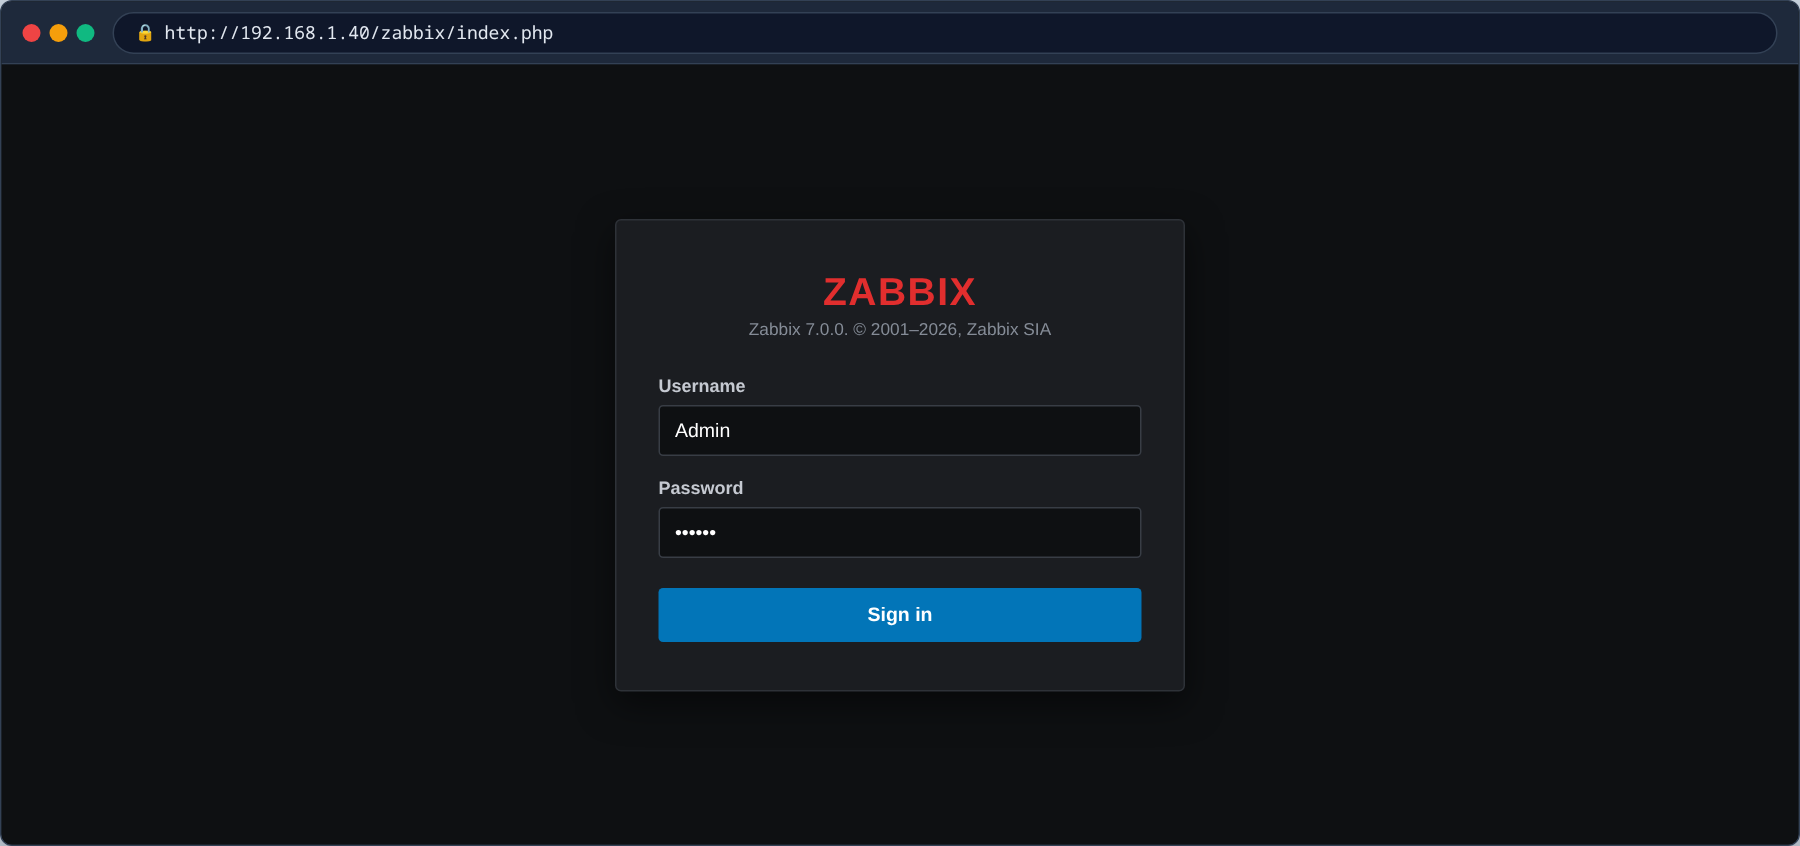 http://192.168.1.40/zabbix/index.php
ZABBIX
Zabbix 7.0.0. © 2001–2026, Zabbix SIA
Username
Admin
Password
••••••
Sign in